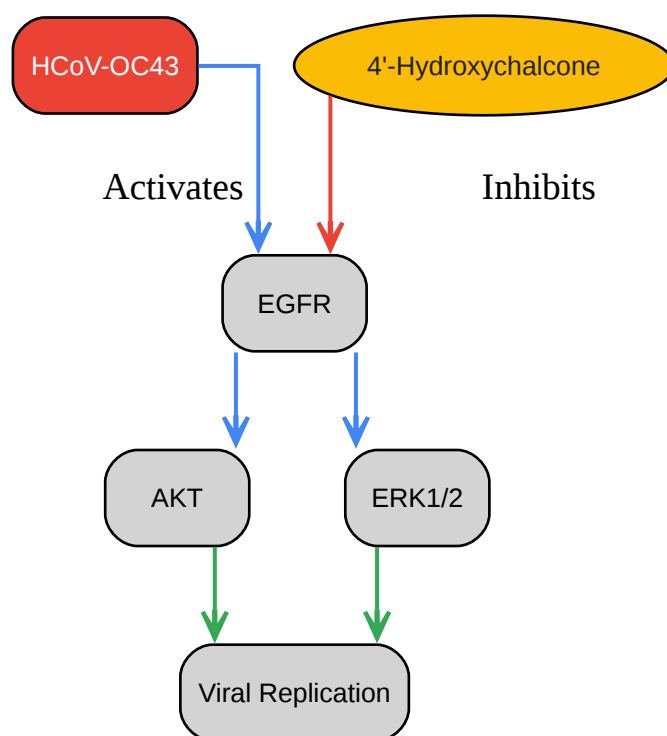 HCoV-OC43
4'-Hydroxychalcone
Activates
Inhibits
EGFR
AKT
ERK1/2
Viral Replication